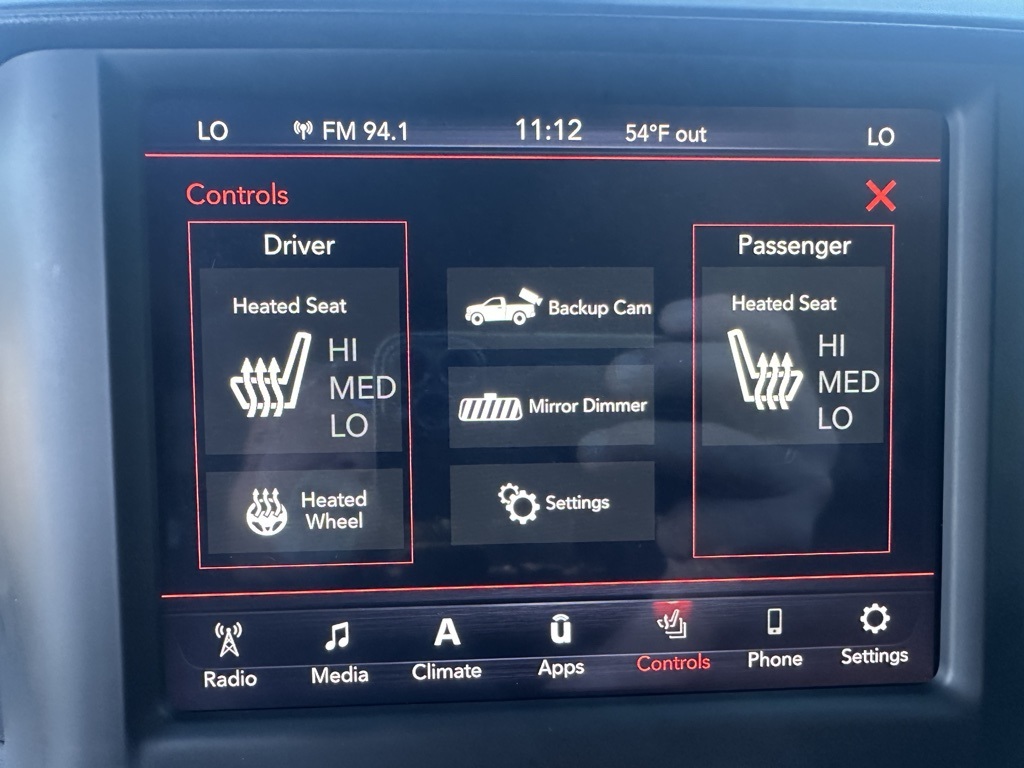 LO FM 94.1 11:12 54°F out LO
Controls
Driver
Heated Seat
HI
MED
LO
Heated
Wheel
Backup Cam
Mirror Dimmer
Settings
Passenger
Heated Seat
HI
MED
LO
Radio Media A Climate ū Apps Controls Phone Settings